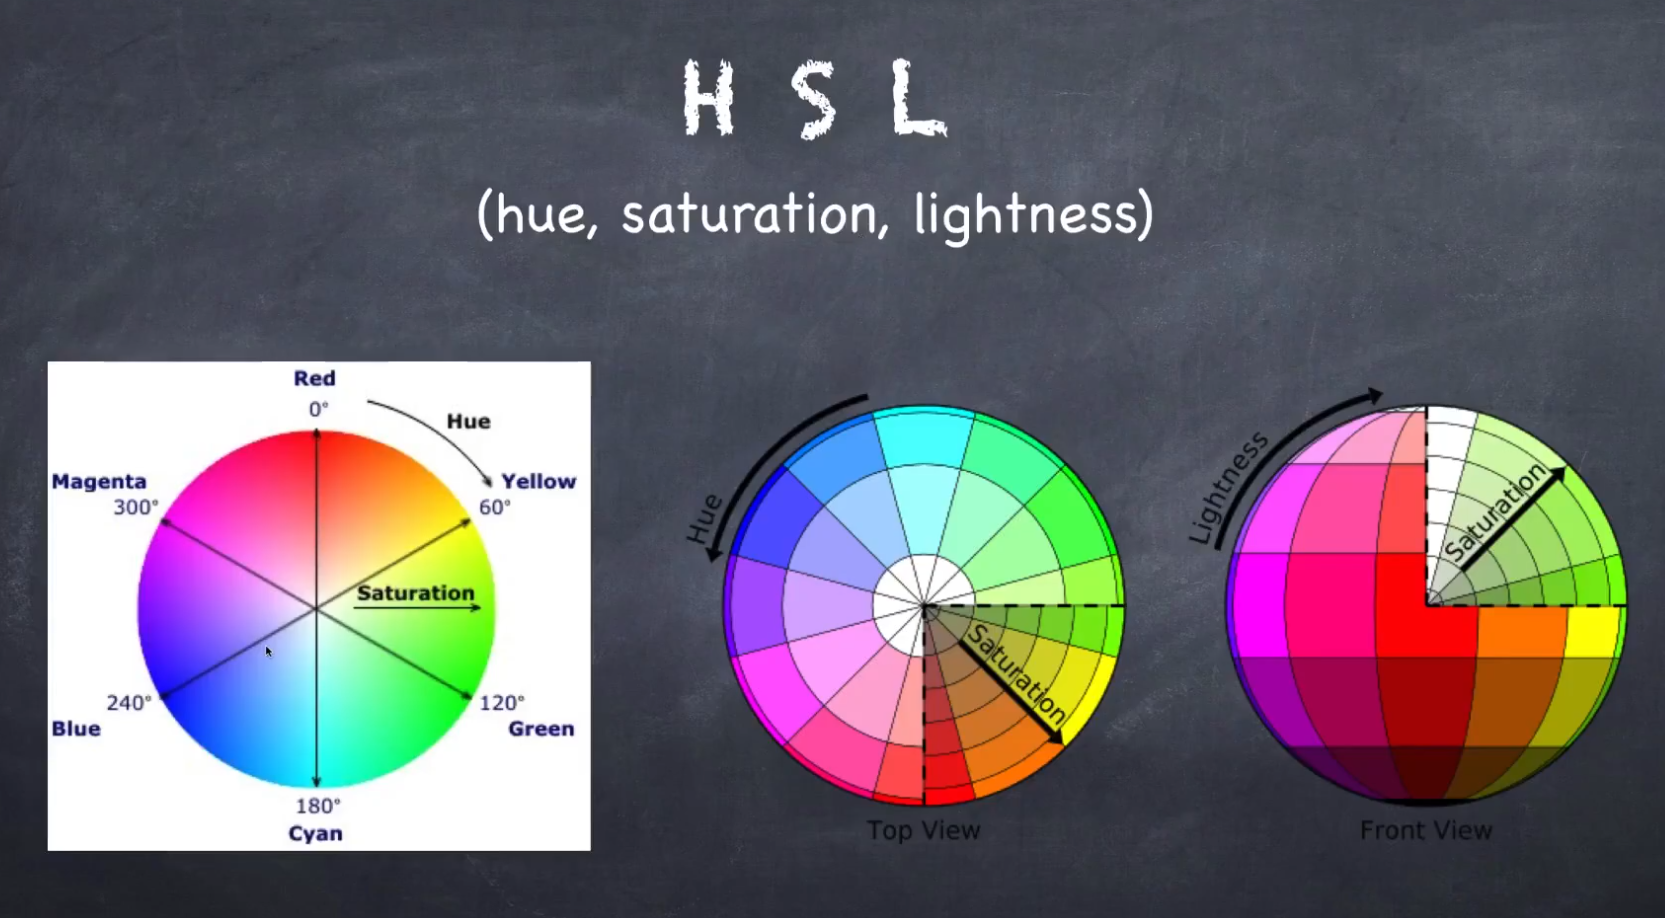 H S L
(hue, saturation, lightness)
Red
0°
Hue
Magenta
300°
Yellow
60°
Saturation
240°
Blue
120°
Green
180°
Cyan
Hue
Saturation
Top View
Lightness
Saturation
Front View